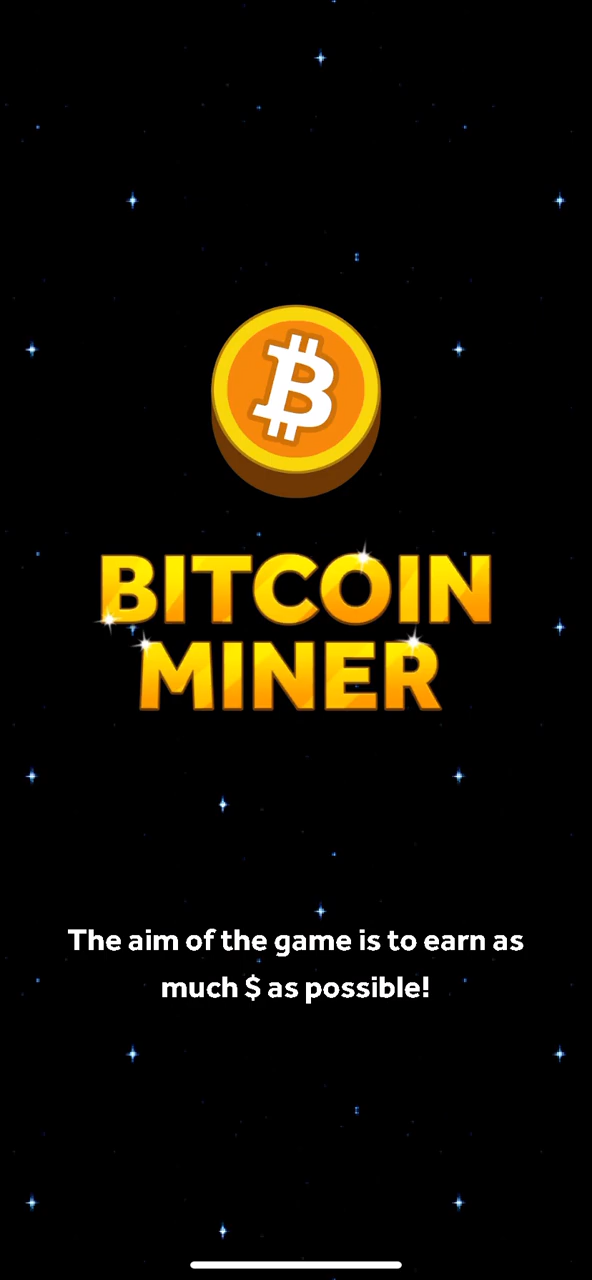 BITCOIN
MINER
The aim of the game is to earn as
much $ as possible!